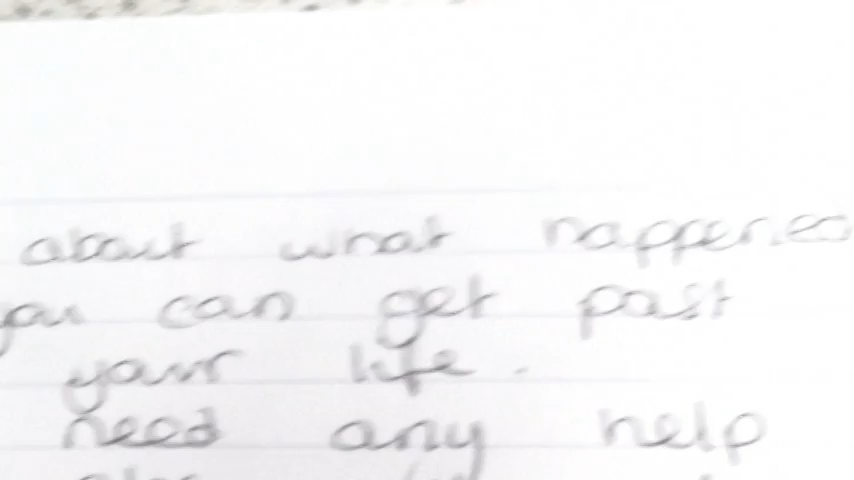 about what happened
you can get past
your life.
need any help